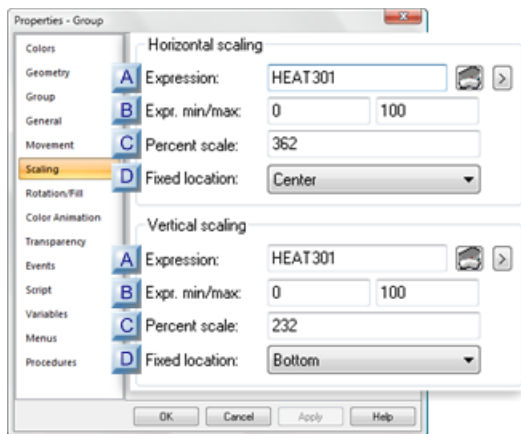 Properties - Group
Colors
Geometry
Group
General
Movement
Scaling
Rotation/Fill
Color Animation
Transparency
Events
Script
Variables
Menus
Procedures
Horizontal scaling
A Expression: HEAT301 >
B Expr. min/max: 0 100
C Percent scale: 362
D Fixed location: Center
Vertical scaling
A Expression: HEAT301 >
B Expr. min/max: 0 100
C Percent scale: 232
D Fixed location: Bottom
OK Cancel Apply Help